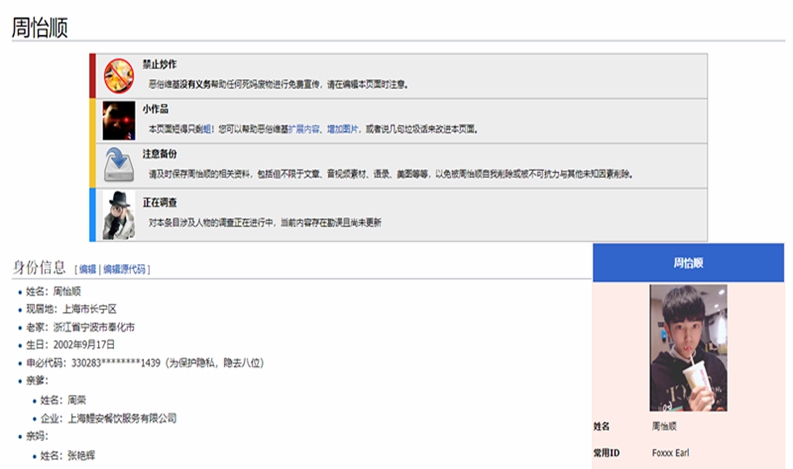 周怡顺
禁止炒作
恶俗维基没有义务帮助任何死妈废物进行免费宣传，请在编辑本页面时注意。
小作品
本页面短得只剩蛆！您可以帮助恶俗维基扩展内容、增加图片，或者说几句垃圾话来改进本页面。
注意备份
请及时保存周怡顺的相关资料，包括但不限于文章、音视频素材、语录、美图等等，以免被周怡顺自我删除或被不可抗力与其他未知因素删除。
正在调查
对本条目涉及人物的调查正在进行中，当前内容存在勘误且尚未更新
身份信息 [ 编辑 | 编辑源代码 ]
姓名：周怡顺
现居地：上海市长宁区
老家：浙江省宁波市奉化市
生日：2002年9月17日
申必代码：330283********1439（为保护隐私，隐去八位）
亲爹：
姓名：周荣
企业：上海鲤安餐饮服务有限公司
亲妈：
姓名：张艳辉
周怡顺
姓名 周怡顺
常用ID Foxxx Earl